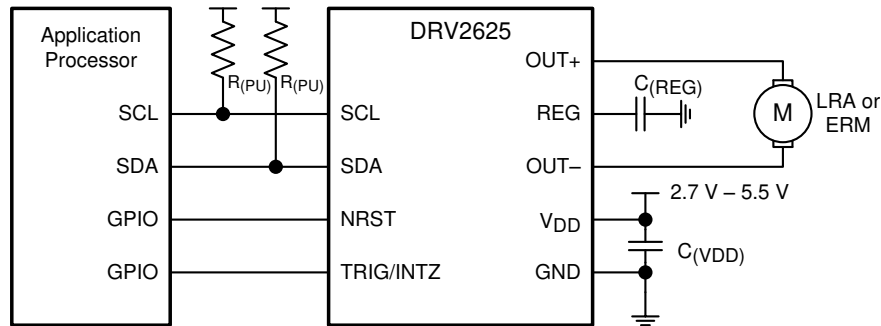 Application
Processor
SCL
SDA
GPIO
GPIO
R(PU)
R(PU)
DRV2625
SCL
SDA
NRST
TRIG/INTZ
OUT+
REG
OUT–
VDD
GND
C(REG)
M
LRA or
ERM
2.7 V – 5.5 V
C(VDD)